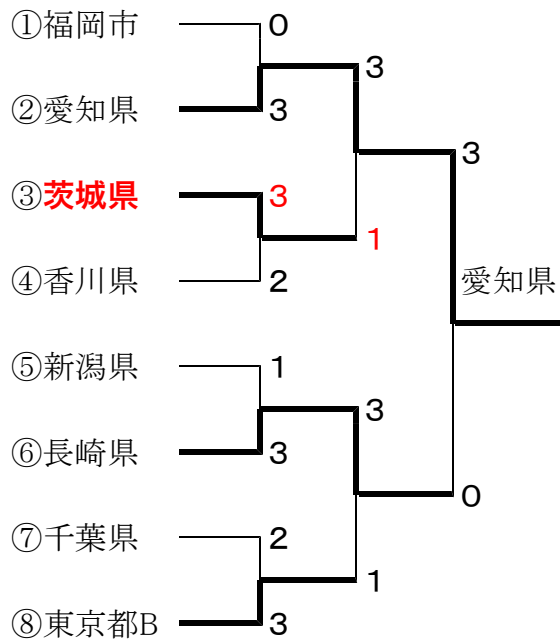 ①福岡市 0
3
②愛知県 3
3
③茨城県 3
1
④香川県 2
愛知県
⑤新潟県 1
3
⑥長崎県 3
0
⑦千葉県 2
1
⑧東京都B 3